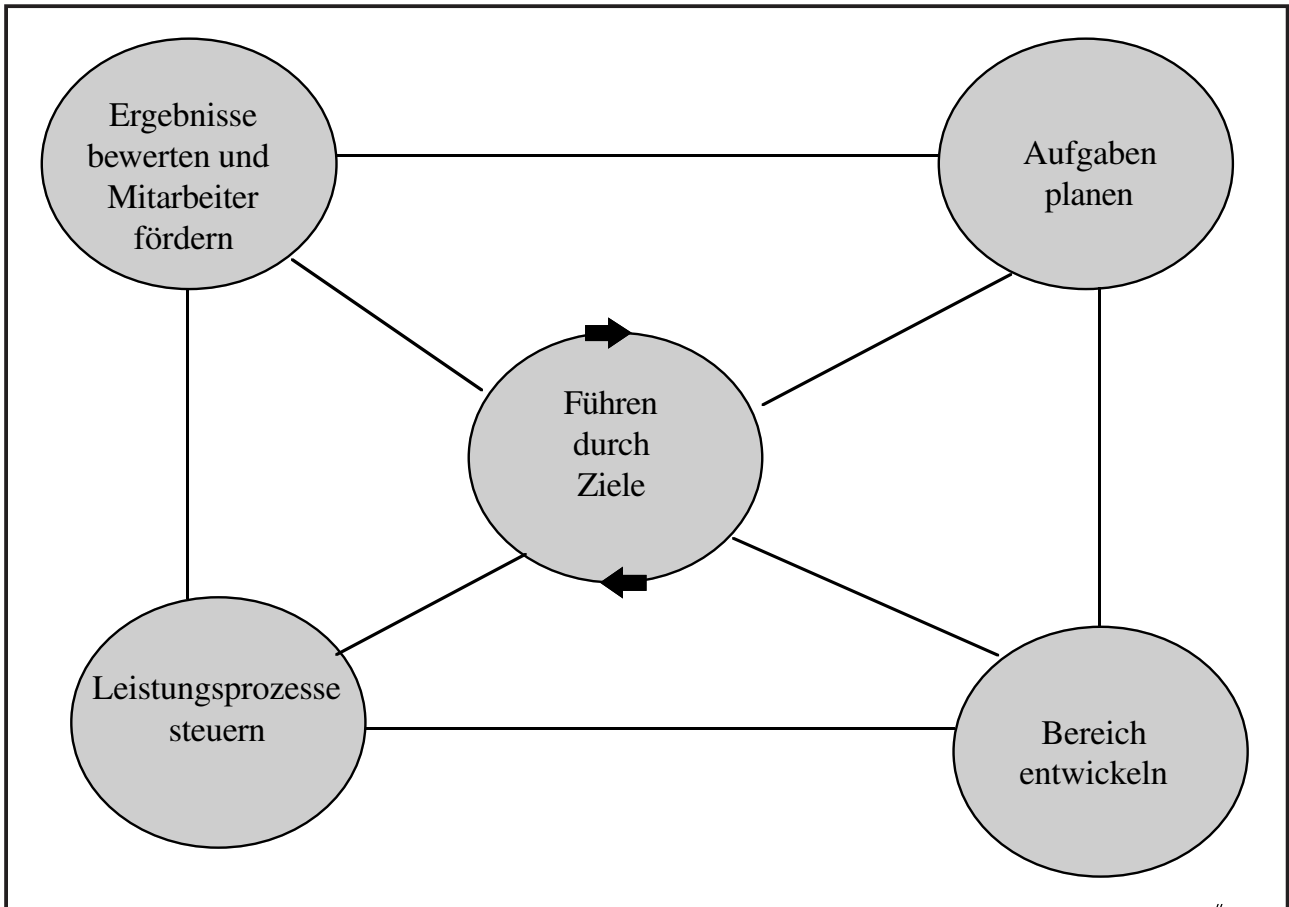 Ergebnisse
bewerten und
Mitarbeiter
fördern
Aufgaben
planen
Führen
durch
Ziele
Leistungsprozesse
steuern
Bereich
entwickeln